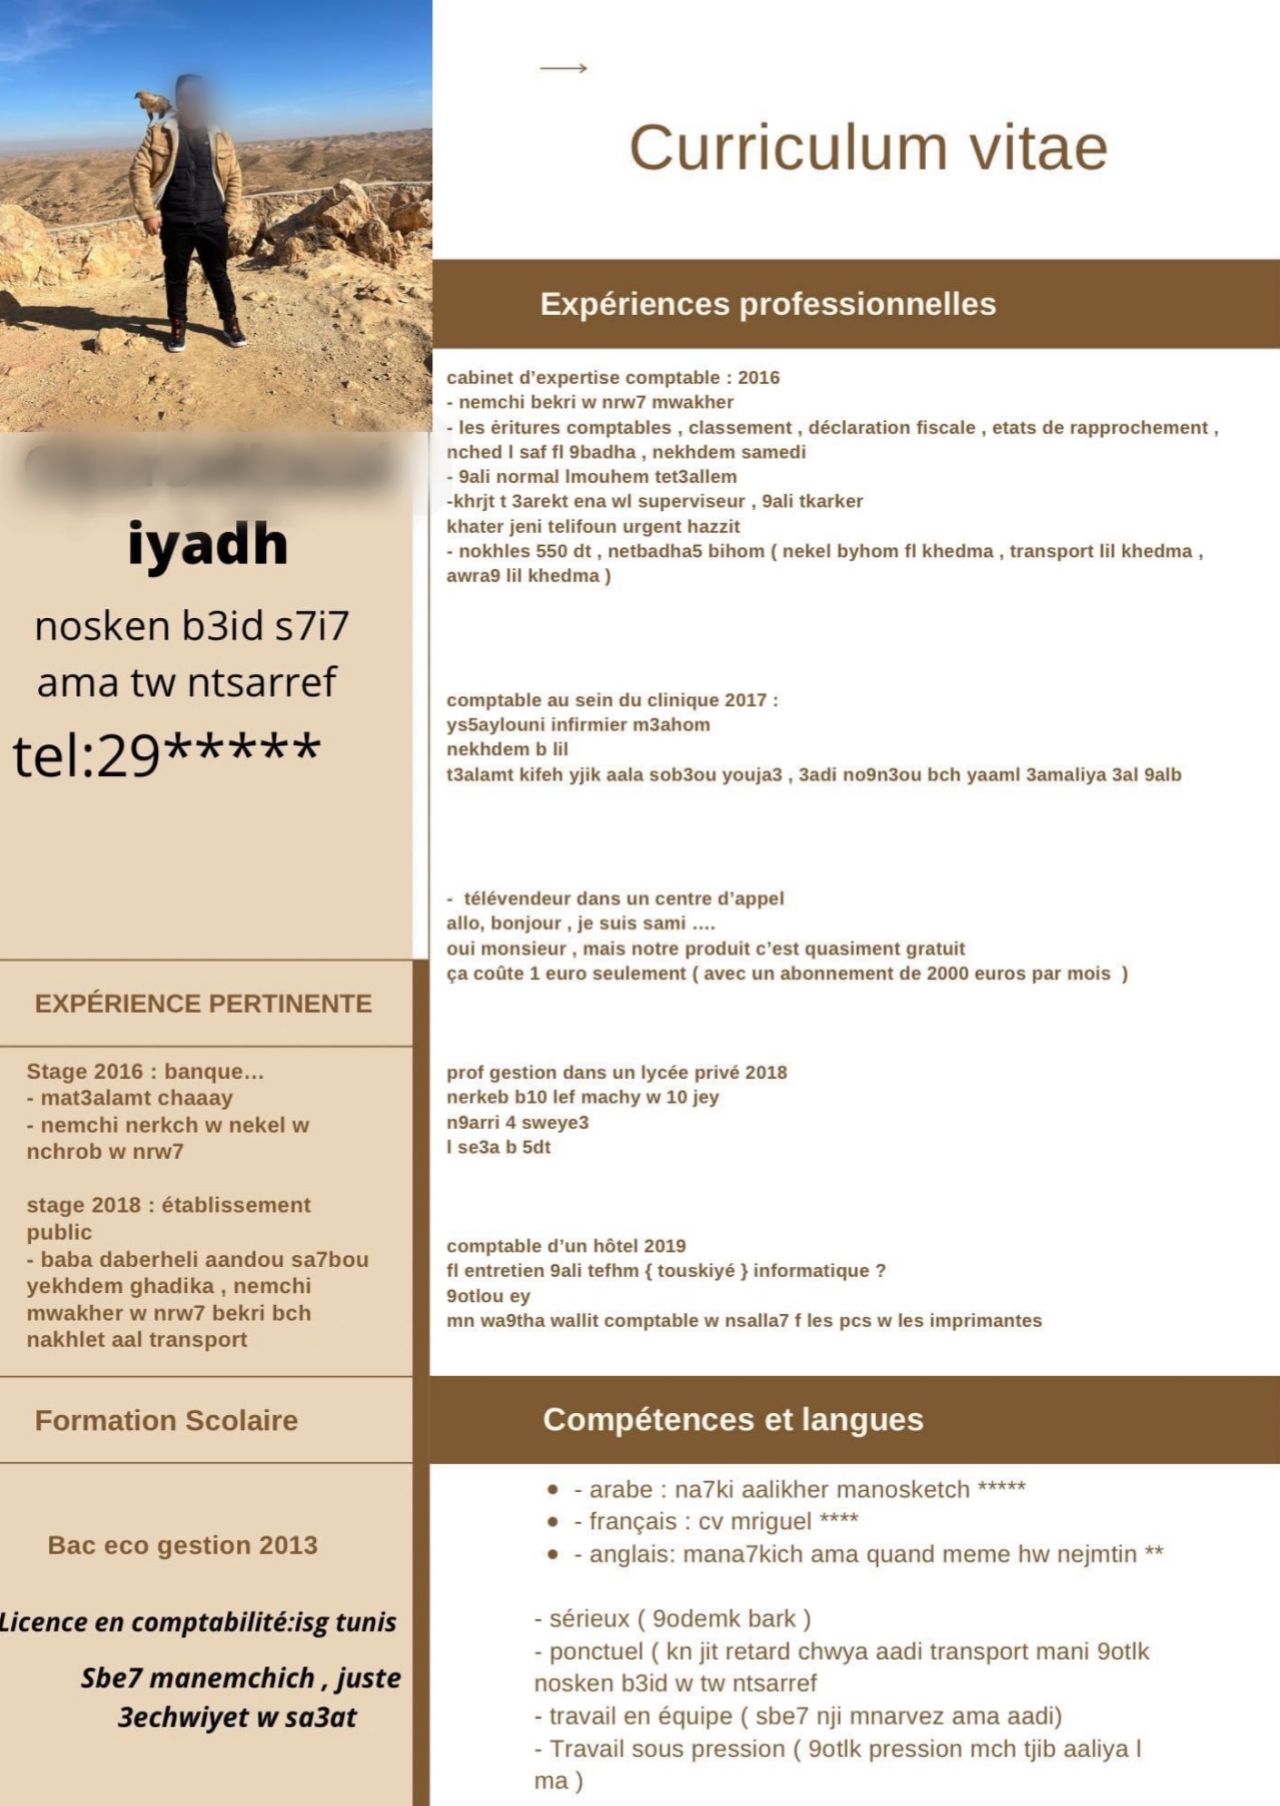 Curriculum vitae
iyadh
nosken b3id s7i7
ama tw ntsarref
tel:29*****
EXPÉRIENCE PERTINENTE
Stage 2016 : banque...
- mat3alamt chaaay
- nemchi nerkch w nekel w
nchrob w nrw7
stage 2018 : établissement
public
- baba daberheli aandou sa7bou
yekhdem ghadika , nemchi
mwakher w nrw7 bekri bch
nakhlet aal transport
Formation Scolaire
Bac eco gestion 2013
Licence en comptabilité:isg tunis
Sbe7 manemchich , juste
3echwiyet w sa3at
Expériences professionnelles
cabinet d'expertise comptable : 2016
- nemchi bekri w nrw7 mwakher
- les éritures comptables , classement , déclaration fiscale , etats de rapprochement ,
nched l saf fl 9badha , nekhdem samedi
- 9ali normal lmouhem tet3allem
-khrjt t 3arekt ena wl superviseur , 9ali tkarker
khater jeni telifoun urgent hazzit
- nokhles 550 dt , netbadha5 bihom ( nekel byhom fl khedma , transport lil khedma ,
awra9 lil khedma )
comptable au sein du clinique 2017 :
ys5aylouni infirmier m3ahom
nekhdem b lil
t3alamt kifeh yjik aala sob3ou youja3 , 3adi no9n3ou bch yaaml 3amaliya 3al 9alb
- télévendeur dans un centre d'appel
allo, bonjour , je suis sami ....
oui monsieur , mais notre produit c'est quasiment gratuit
ça coûte 1 euro seulement ( avec un abonnement de 2000 euros par mois )
prof gestion dans un lycée privé 2018
nerkeb b10 lef machy w 10 jey
n9arri 4 sweye3
l se3a b 5dt
comptable d'un hôtel 2019
fl entretien 9ali tefhm { touskiyé } informatique ?
9otlou ey
mn wa9tha wallit comptable w nsalla7 f les pcs w les imprimantes
Compétences et langues
• - arabe : na7ki aalikher manosketch *****
• - français : cv mriguel ****
• - anglais: mana7kich ama quand meme hw nejmtin **
- sérieux ( 9odemk bark )
- ponctuel ( kn jit retard chwya aadi transport mani 9otlk
nosken b3id w tw ntsarref
- travail en équipe ( sbe7 nji mnarvez ama aadi)
- Travail sous pression ( 9otlk pression mch tjib aaliya l
ma )